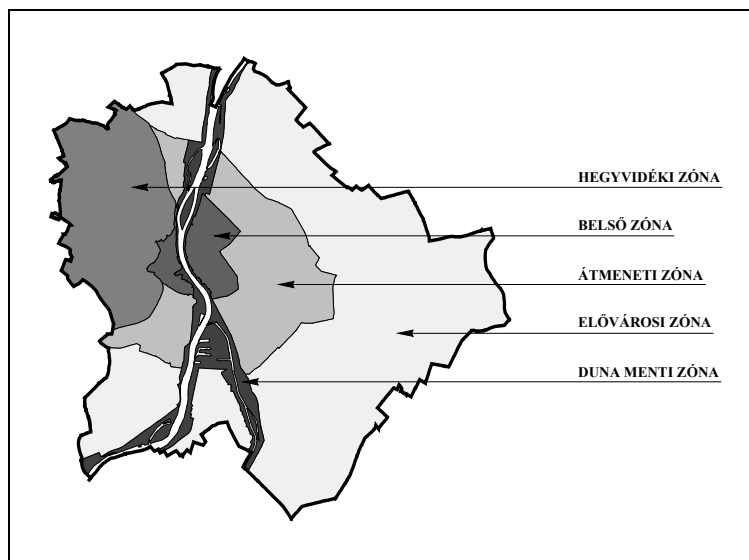 HEGYVIDÉKI ZÓNA
BELSŐ ZÓNA
ÁTMENETI ZÓNA
ELŐVÁROSI ZÓNA
DUNA MENTI ZÓNA